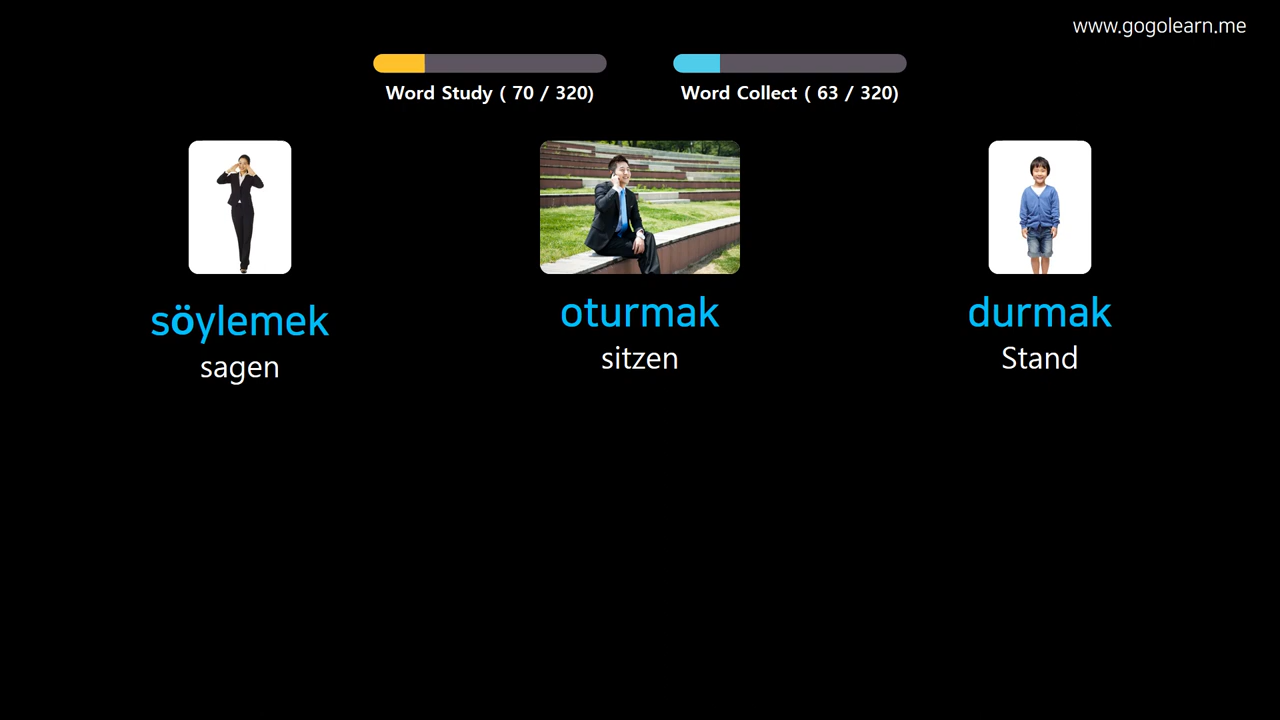 www.gogolearn.me
Word Study ( 70 / 320)
Word Collect ( 63 / 320)
söylemek
sagen
oturmak
sitzen
durmak
Stand